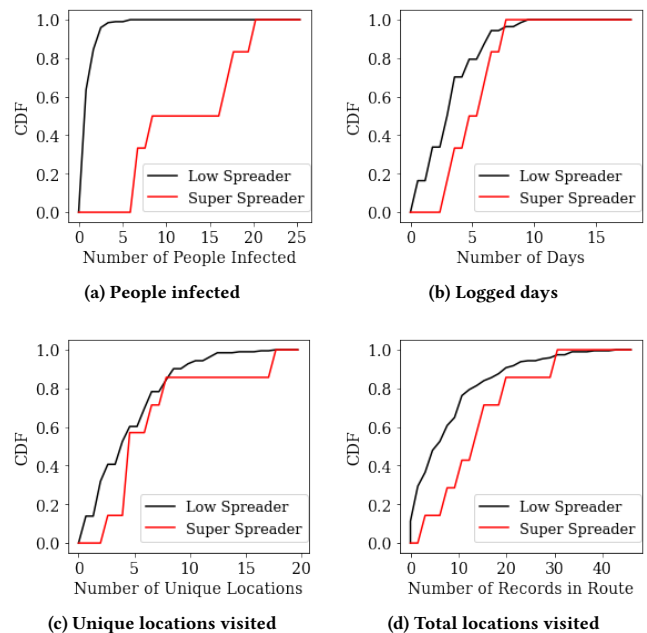 1.0
0.8
0.6
0.4
0.2
0.0
CDF
Low Spreader
Super Spreader
0 5 10 15 20 25
Number of People Infected
(a) People infected
1.0
0.8
0.6
0.4
0.2
0.0
CDF
Low Spreader
Super Spreader
0 5 10 15
Number of Days
(b) Logged days
1.0
0.8
0.6
0.4
0.2
0.0
CDF
Low Spreader
Super Spreader
0 5 10 15 20
Number of Unique Locations
(c) Unique locations visited
1.0
0.8
0.6
0.4
0.2
0.0
CDF
Low Spreader
Super Spreader
0 10 20 30 40
Number of Records in Route
(d) Total locations visited